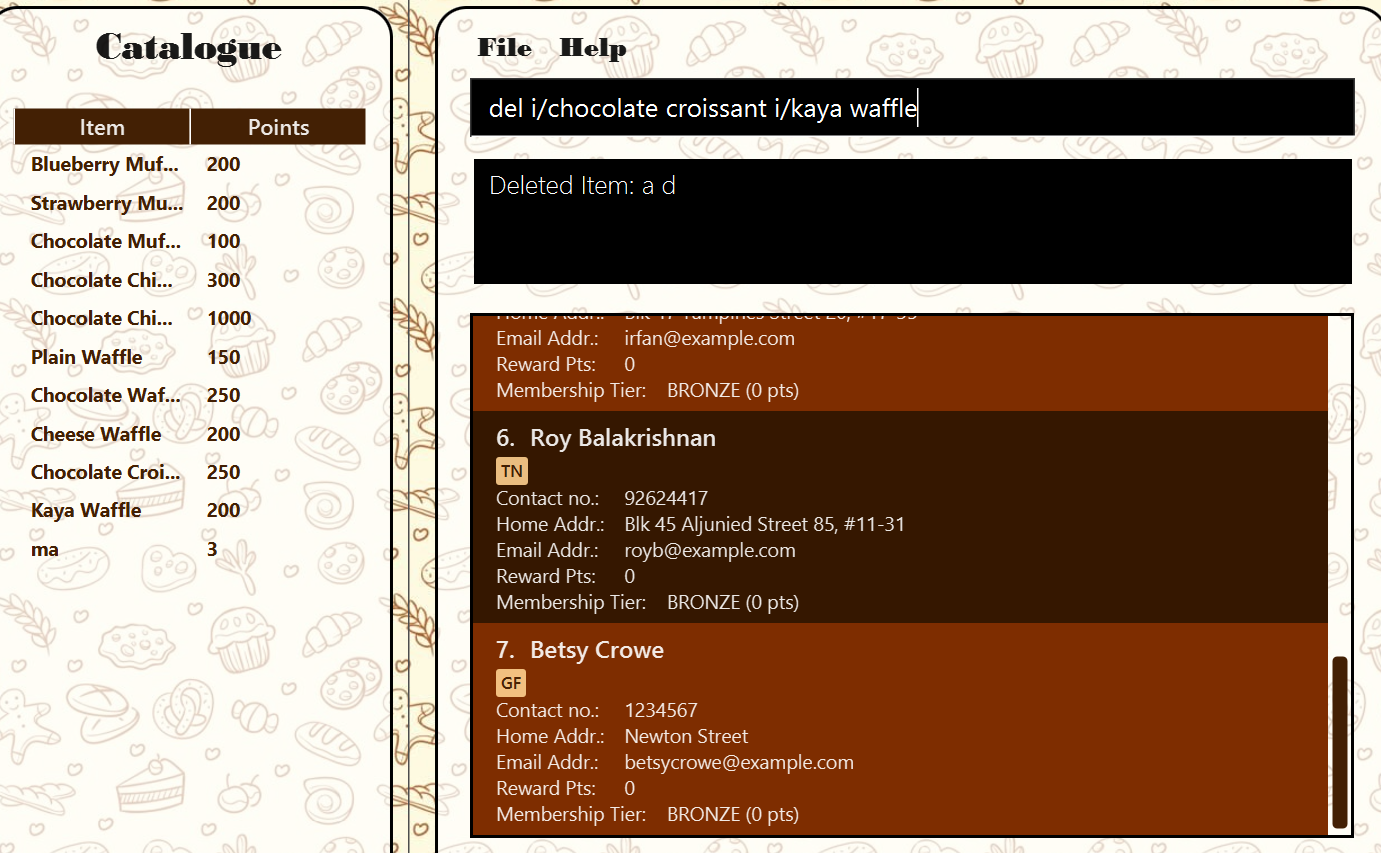 Catalogue
Item Points
Blueberry Muf... 200
Strawberry Mu... 200
Chocolate Muf... 100
Chocolate Chi... 300
Chocolate Chi... 1000
Plain Waffle 150
Chocolate Waf... 250
Cheese Waffle 200
Chocolate Croi... 250
Kaya Waffle 200
ma 3
File Help
del i/chocolate croissant i/kaya waffle
Deleted Item: a d
Email Addr.: irfan@example.com
Reward Pts: 0
Membership Tier: BRONZE (0 pts)
6. Roy Balakrishnan
TN
Contact no.: 92624417
Home Addr.: Blk 45 Aljunied Street 85, #11-31
Email Addr.: royb@example.com
Reward Pts: 0
Membership Tier: BRONZE (0 pts)
7. Betsy Crowe
GF
Contact no.: 1234567
Home Addr.: Newton Street
Email Addr.: betsycrowe@example.com
Reward Pts: 0
Membership Tier: BRONZE (0 pts)